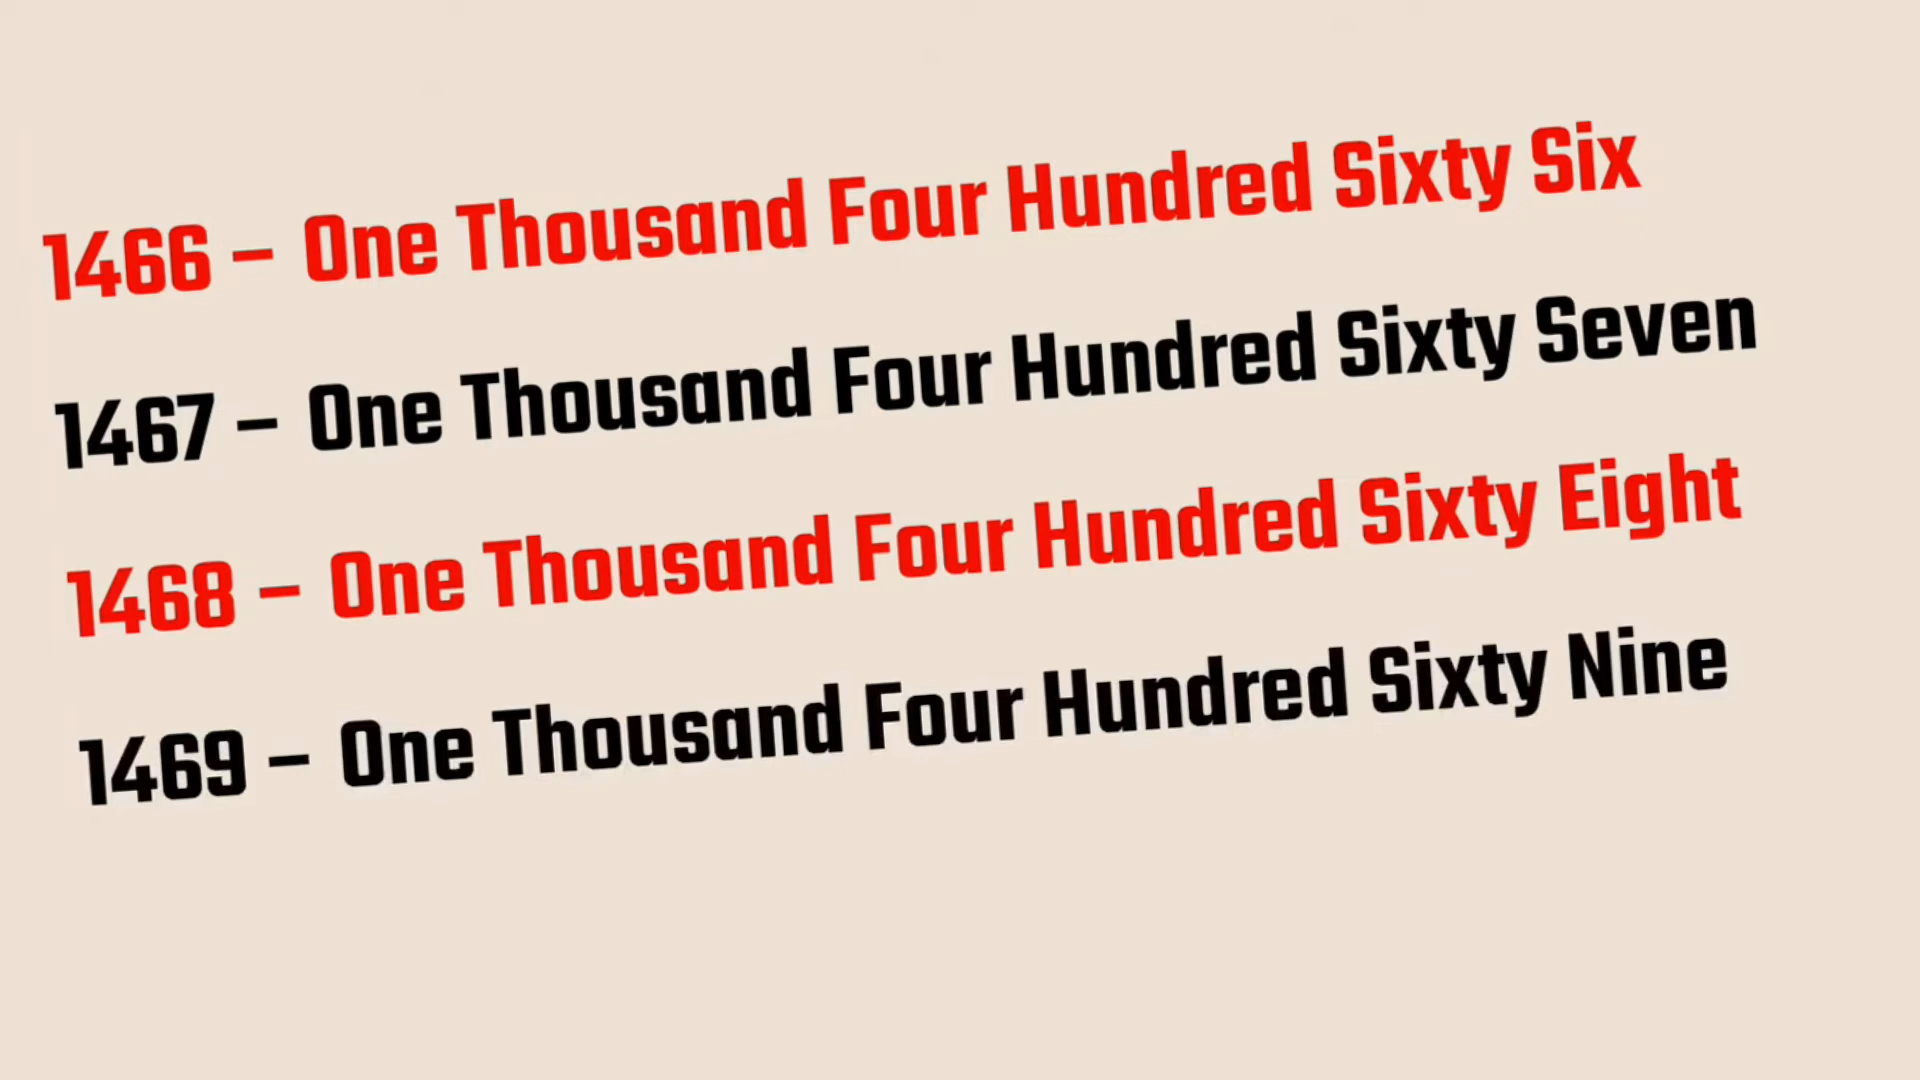 1466 – One Thousand Four Hundred Sixty Six
1467 – One Thousand Four Hundred Sixty Seven
1468 – One Thousand Four Hundred Sixty Eight
1469 – One Thousand Four Hundred Sixty Nine